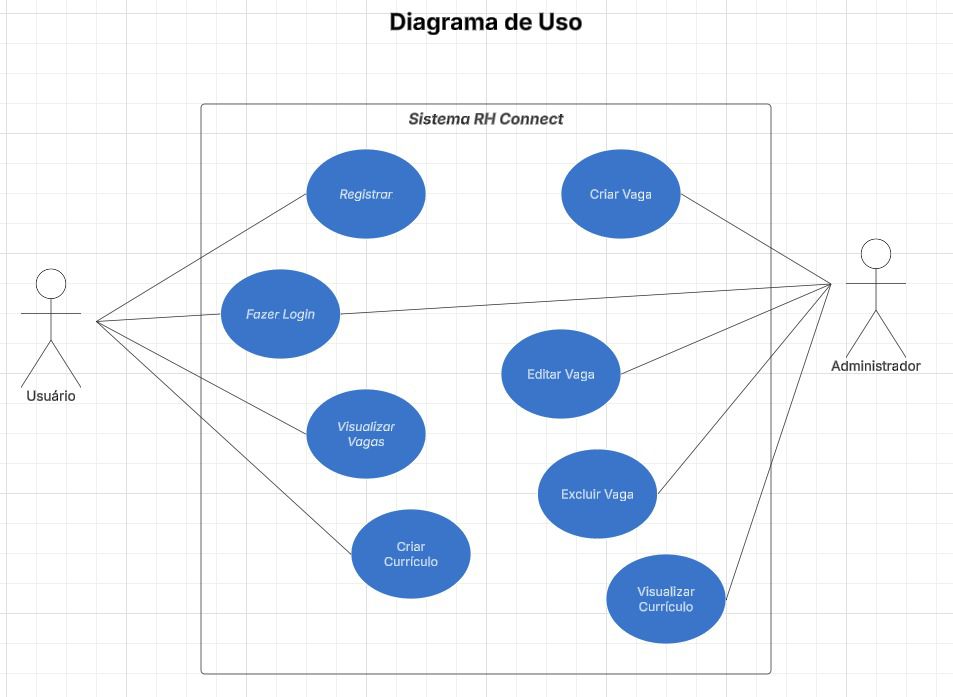 Diagrama de Uso
Sistema RH Connect
Registrar
Criar Vaga
Fazer Login
Editar Vaga
Usuário
Administrador
Visualizar
Vagas
Excluir Vaga
Criar
Currículo
Visualizar
Currículo